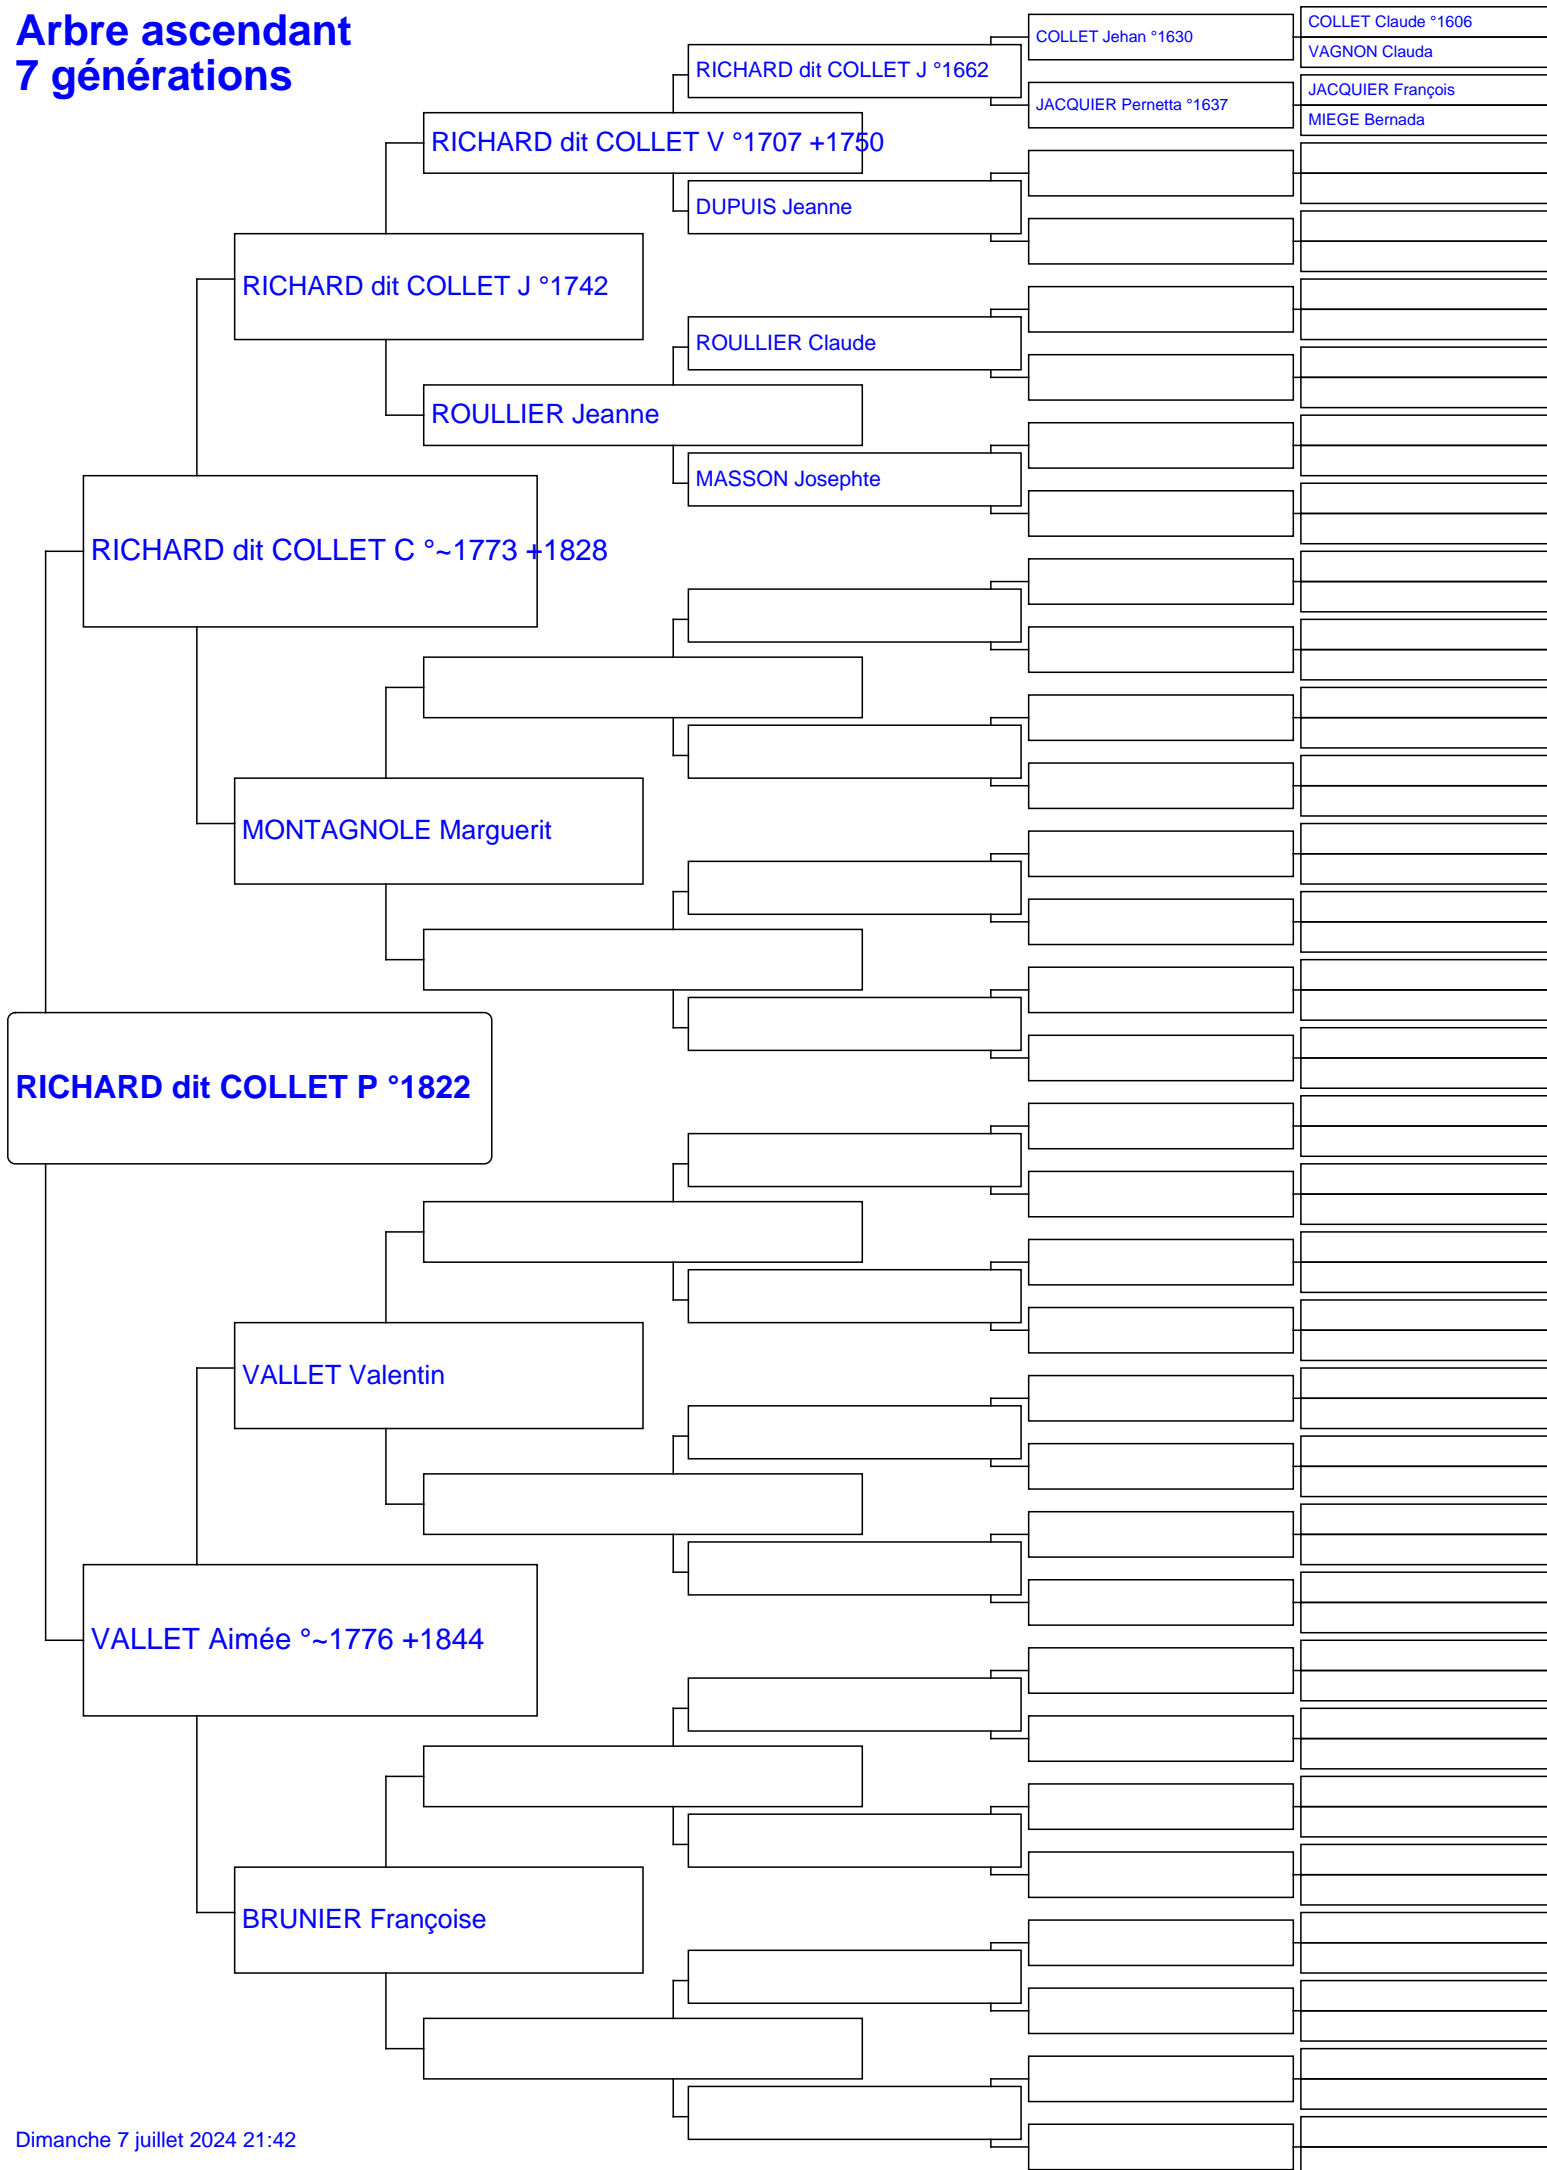 Arbre ascendant
7 générations
COLLET Claude °1606
COLLET Jehan °1630
VAGNON Clauda
RICHARD dit COLLET J °1662
JACQUIER François
JACQUIER Pernetta °1637
MIEGE Bernada
RICHARD dit COLLET V °1707 +1750
DUPUIS Jeanne
RICHARD dit COLLET J °1742
ROULLIER Claude
ROULLIER Jeanne
MASSON Josephte
RICHARD dit COLLET C °~1773 +1828
MONTAGNOLE Marguerit
RICHARD dit COLLET P °1822
VALLET Valentin
VALLET Aimée °~1776 +1844
BRUNIER Françoise
Dimanche 7 juillet 2024 21:42